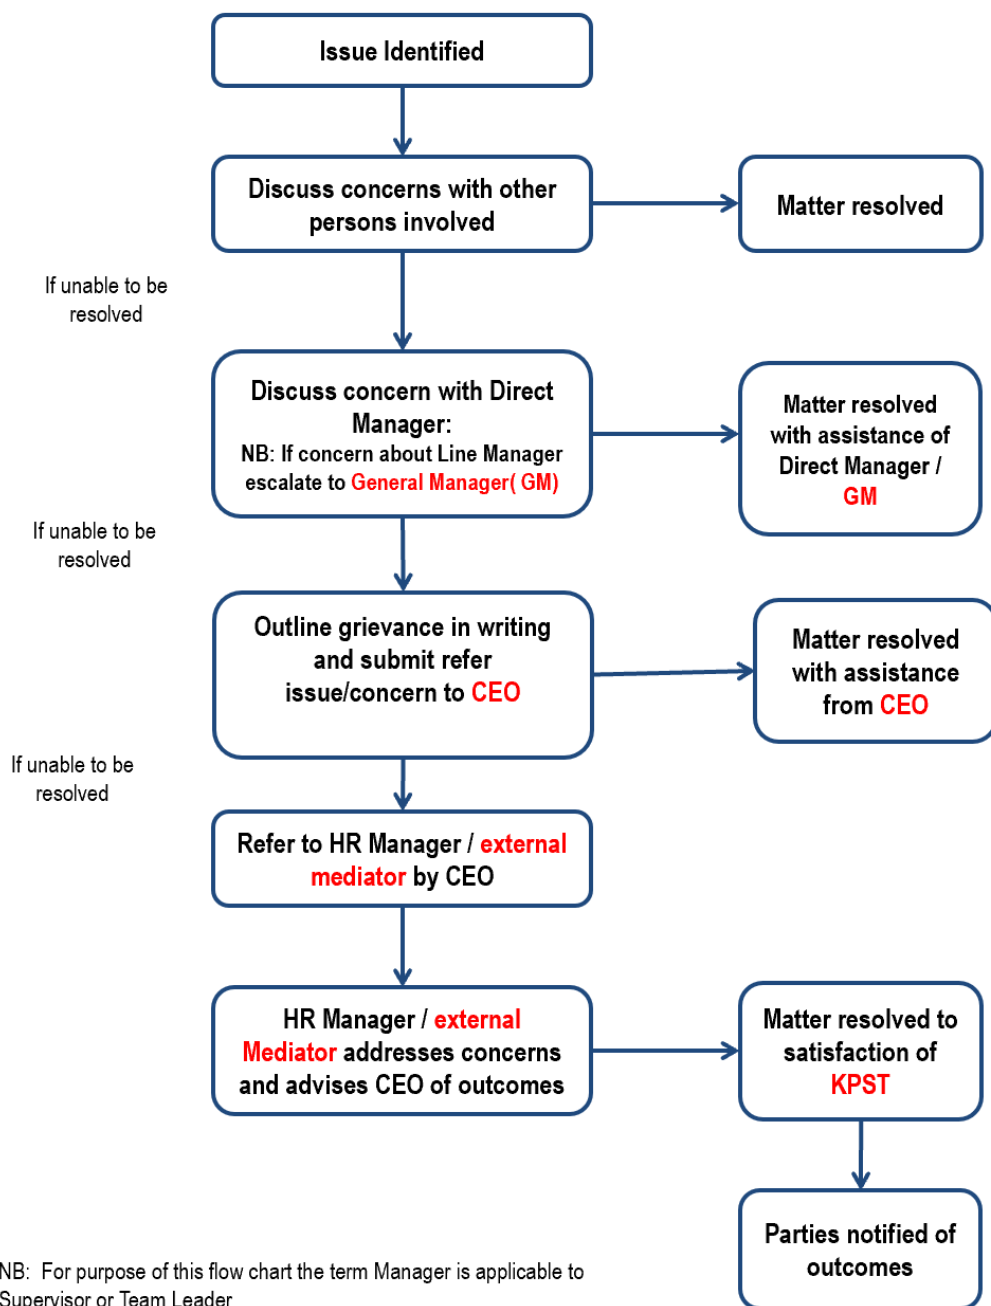 Issue Identified
Discuss concerns with other
persons involved
Matter resolved
If unable to be
resolved
Discuss concern with Direct
Manager:
NB: If concern about Line Manager
escalate to General Manager( GM)
Matter resolved
with assistance of
Direct Manager /
GM
If unable to be
resolved
Outline grievance in writing
and submit refer
issue/concern to CEO
Matter resolved
with assistance
from CEO
If unable to be
resolved
Refer to HR Manager / external
mediator by CEO
HR Manager / external
Mediator addresses concerns
and advises CEO of outcomes
Matter resolved to
satisfaction of
KPST
Parties notified of
outcomes
NB:  For purpose of this flow chart the term Manager is applicable to
Supervisor or Team Leader